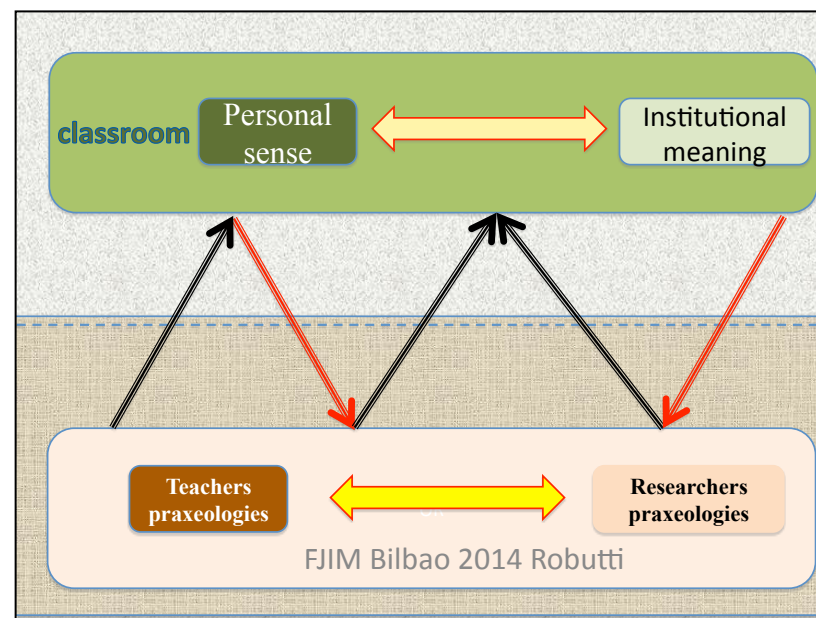 classroom
Personal
sense
Institutional
meaning
Teachers
praxeologies
Researchers
praxeologies
FJIM Bilbao 2014 Robutti